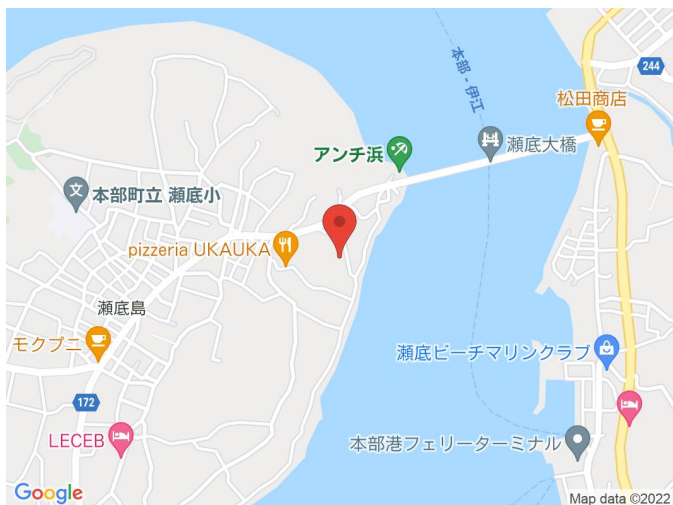 244
松田商店
本部 - 伊江
アンチ浜
瀬底大橋
本部町立 瀬底小
pizzeria UKAUKA
瀬底島
モクプニ
瀬底ビーチマリンクラブ
172
LECEB
本部港フェリーターミナル
Google
Map data ©2022
文